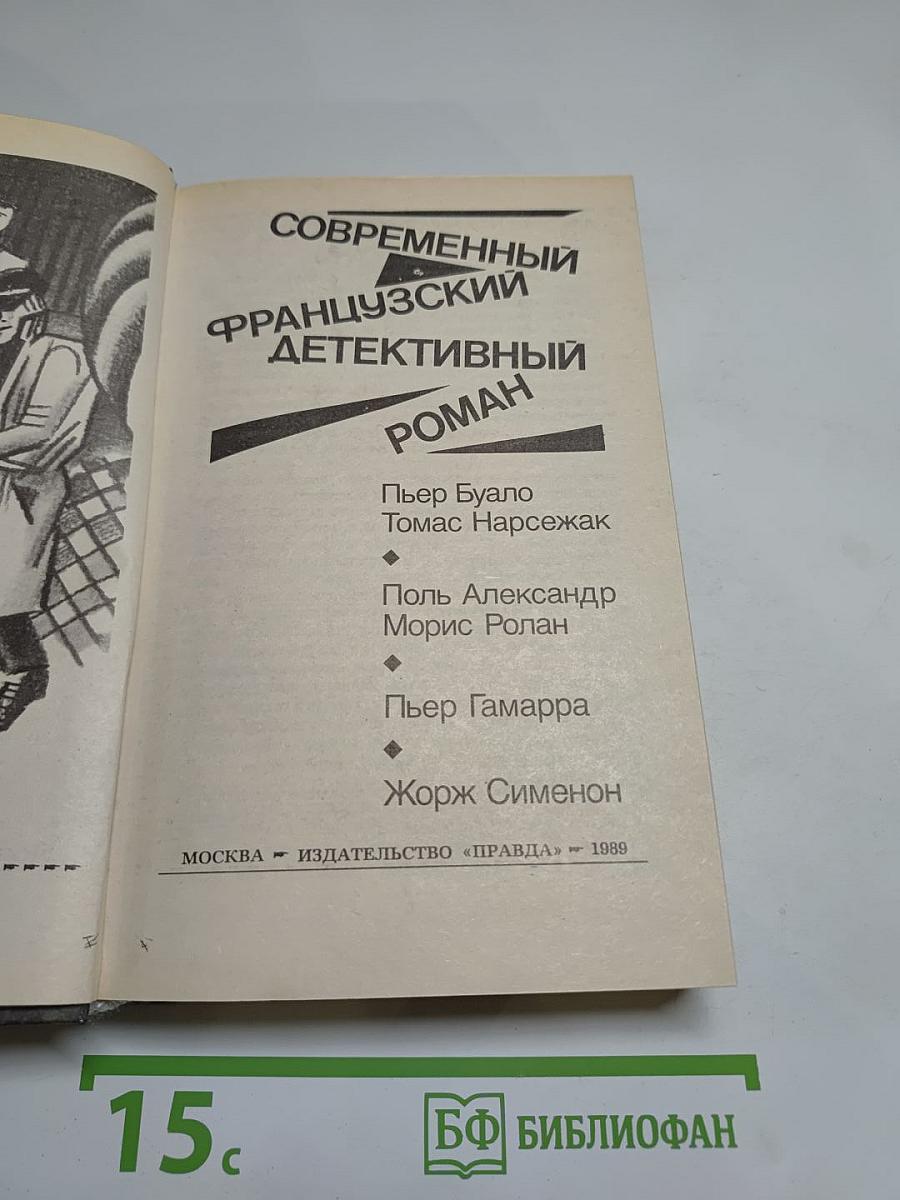 СОВРЕМЕННЫЙ
ФРАНЦУЗСКИЙ
ДЕТЕКТИВНЫЙ
РОМАН
Пьер Буало
Томас Нарсежак
Поль Александр
Морис Ролан
Пьер Гамарра
Жорж Сименон
МОСКВА ИЗДАТЕЛЬСТВО «ПРАВДА» 1989
15 с
БФ БИБЛИОФАН